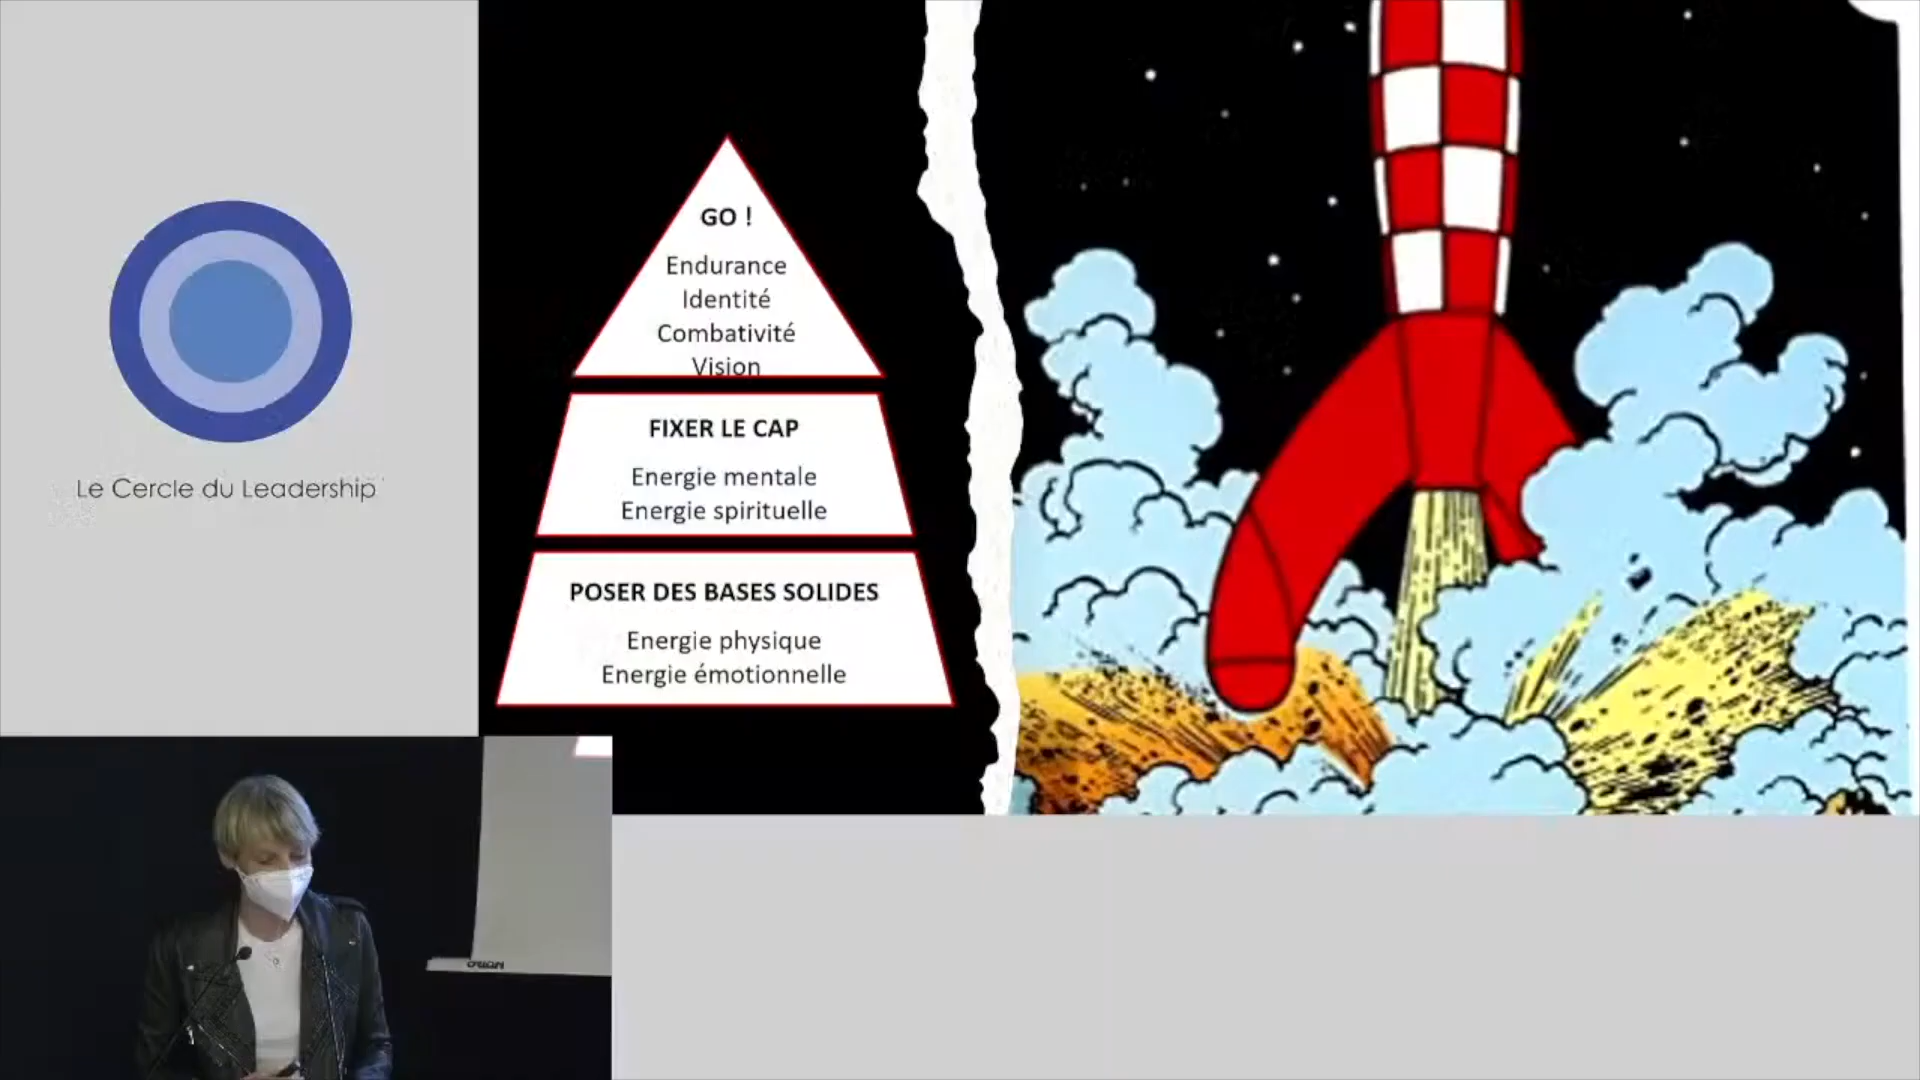 Le Cercle du Leadership
GO !
Endurance
Identité
Combativité
Vision
FIXER LE CAP
Energie mentale
Energie spirituelle
POSER DES BASES SOLIDES
Energie physique
Energie émotionnelle